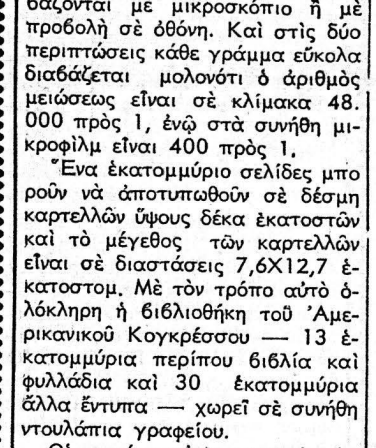 βάζονται μὲ μικροσκόπιο ἢ μὲ
προβολὴ σὲ ὀθόνη. Καὶ στὶς δύο
περιπτώσεις κάθε γράμμα εὔκολα
διαβάζεται μολονότι ὁ ἀριθμὸς
μειώσεως εἶναι σὲ κλίμακα 48.
000 πρὸς 1, ἐνῷ στὰ συνήθη μι-
κροφὶλμ εἶναι 400 πρὸς 1.
Ἕνα ἑκατομμύριο σελίδες μπο
ροῦν νὰ ἀποτυπωθοῦν σὲ δέσμη
καρτελλῶν ὕψους δέκα ἑκατοστῶν
καὶ τὸ μέγεθος τῶν καρτελλῶν
εἶναι σὲ διαστάσεις 7,6Χ12,7 ἑ-
κατοστομ. Μὲ τὸν τρόπο αὐτὸ ὁ-
λόκληρη ἡ βιβλιοθήκη τοῦ Ἀμε-
ρικανικοῦ Κογκρέσσου — 13 ἑ-
κατομμύρια περίπου βιβλία καὶ
φυλλάδια καὶ 30 ἑκατομμύρια
ἄλλα ἔντυπα — χωρεῖ σὲ συνήθη
ντουλάπια γραφείου.